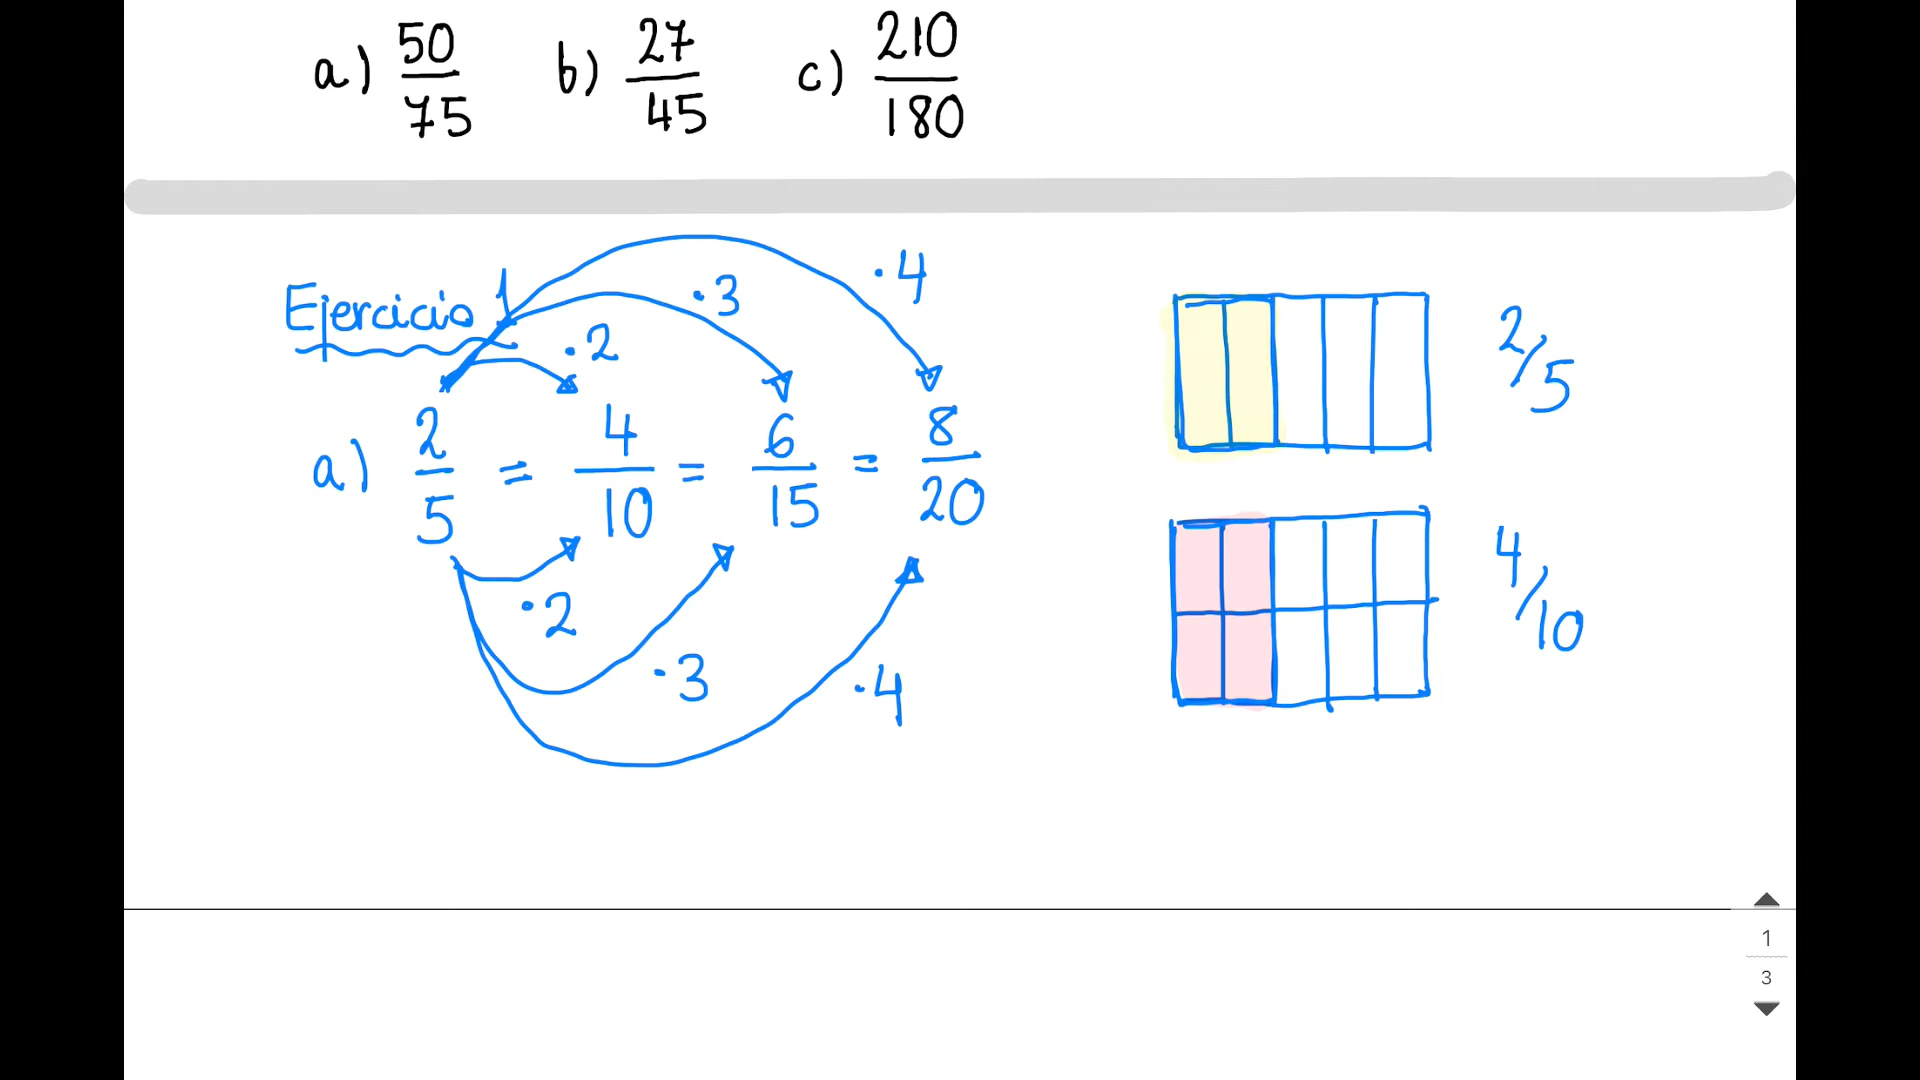 a) 50/75 b) 27/45 c) 210/180
Ejercicio 1
·2 ·3 ·4
a) 2/5 = 4/10 = 6/15 = 8/20
·2 ·3 ·4
2/5
4/10
1
3